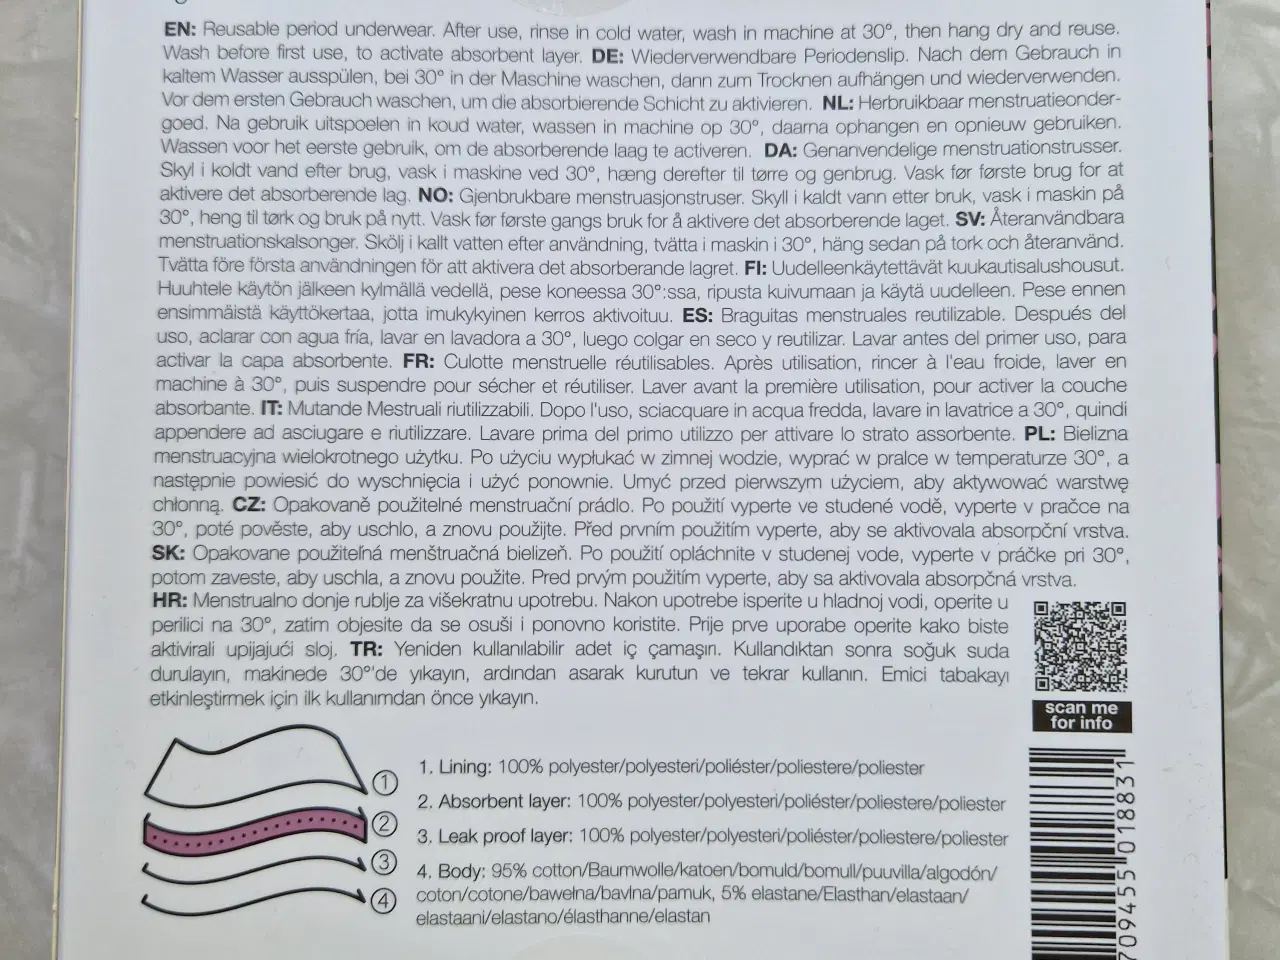 EN: Reusable period underwear. After use, rinse in cold water, wash in machine at 30°, then hang dry and reuse.
Wash before first use, to activate absorbent layer. DE: Wiederverwendbare Periodenslip. Nach dem Gebrauch in
kaltem Wasser ausspülen, bei 30° in der Maschine waschen, dann zum Trocknen aufhängen und wiederverwenden.
Vor dem ersten Gebrauch waschen, um die absorbierende Schicht zu aktivieren. NL: Herbruikbaar menstruatieonder-
goed. Na gebruik uitspoelen in koud water, wassen in machine op 30°, daarna ophangen en opnieuw gebruiken.
Wassen voor het eerste gebruik, om de absorberende laag te activeren. DA: Genanvendelige menstruationstrusser.
Skyl i koldt vand efter brug, vask i maskine ved 30°, hæng derefter til tørre og genbrug. Vask før første brug for at
aktivere det absorberende lag. NO: Gjenbrukbare menstruasjonstruser. Skyll i kaldt vann etter bruk, vask i maskin på
30°, heng til tørk og bruk på nytt. Vask før første gangs bruk for å aktivere det absorberende laget. SV: Återanvändbara
menstruationskalsonger. Skölj i kallt vatten efter användning, tvätta i maskin i 30°, häng sedan på tork och återanvänd.
Tvätta före första användningen för att aktivera det absorberande lagret. FI: Uudelleenkäytettävät kuukautisalushousut.
Huuhtele käytön jälkeen kylmällä vedellä, pese koneessa 30°:ssa, ripusta kuivumaan ja käytä uudelleen. Pese ennen
ensimmäistä käyttökertaa, jotta imukykyinen kerros aktivoituu. ES: Braguitas menstruales reutilizable. Después del
uso, aclarar con agua fría, lavar en lavadora a 30°, luego colgar en seco y reutilizar. Lavar antes del primer uso, para
activar la capa absorbente. FR: Culotte menstruelle réutilisables. Après utilisation, rincer à l'eau froide, laver en
machine à 30°, puis suspendre pour sécher et réutiliser. Laver avant la première utilisation, pour activer la couche
absorbante. IT: Mutande Mestruali riutilizzabili. Dopo l'uso, sciacquare in acqua fredda, lavare in lavatrice a 30°, quindi
appendere ad asciugare e riutilizzare. Lavare prima del primo utilizzo per attivare lo strato assorbente. PL: Bielizna
menstruacyjna wielokrotnego użytku. Po użyciu wypłukać w zimnej wodzie, wyprać w pralce w temperaturze 30°, a
następnie powiesić do wyschnięcia i użyć ponownie. Umyć przed pierwszym użyciem, aby aktywować warstwę
chłonną. CZ: Opakovaně použitelné menstruační prádlo. Po použití vyperte ve studené vodě, vyperte v pračce na
30°, poté pověste, aby uschlo, a znovu použijte. Před prvním použitím vyperte, aby se aktivovala absorpční vrstva.
SK: Opakovane použiteľná menštruačná bielizeň. Po použití opláchnite v studenej vode, vyperte v práčke pri 30°,
potom zaveste, aby uschla, a znovu použite. Pred prvým použitím vyperte, aby sa aktivovala absorpčná vrstva.
HR: Menstrualno donje rublje za višekratnu upotrebu. Nakon upotrebe isperite u hladnoj vodi, operite u
perilici na 30°, zatim objesite da se osuši i ponovno koristite. Prije prve uporabe operite kako biste
aktivirali upijajući sloj. TR: Yeniden kullanılabilir adet iç çamaşırı. Kullandıktan sonra soğuk suda
durulayın, makinede 30°'de yıkayın, ardından asarak kurutun ve tekrar kullanın. Emici tabakayı
etkinleştirmek için ilk kullanımdan önce yıkayın.
scan me
for info
1
2
3
4
1. Lining: 100% polyester/polyesteri/poliéster/poliestere/poliester
2. Absorbent layer: 100% polyester/polyesteri/poliéster/poliestere/poliester
3. Leak proof layer: 100% polyester/polyesteri/poliéster/poliestere/poliester
4. Body: 95% cotton/Baumwolle/katoen/bomuld/bomull/puuvilla/algodón/
coton/cotone/bawełna/bavlna/pamuk, 5% elastane/Elasthan/elastaan/
elastaani/elastano/élasthanne/elastan
709455 018831